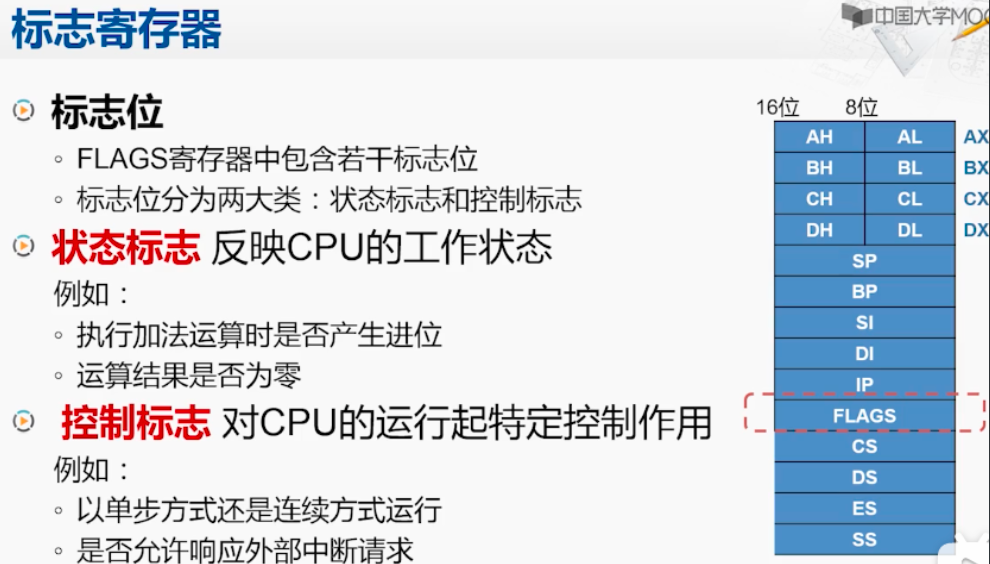 标志寄存器
中国大学MOO
标志位
FLAGS寄存器中包含若干标志位
标志位分为两大类：状态标志和控制标志
状态标志 反映CPU的工作状态
例如：
执行加法运算时是否产生进位
运算结果是否为零
控制标志 对CPU的运行起特定控制作用
例如：
以单步方式还是连续方式运行
是否允许响应外部中断请求
16位 8位
AH AL AX
BH BL BX
CH CL CX
DH DL DX
SP
BP
SI
DI
IP
FLAGS
CS
DS
ES
SS